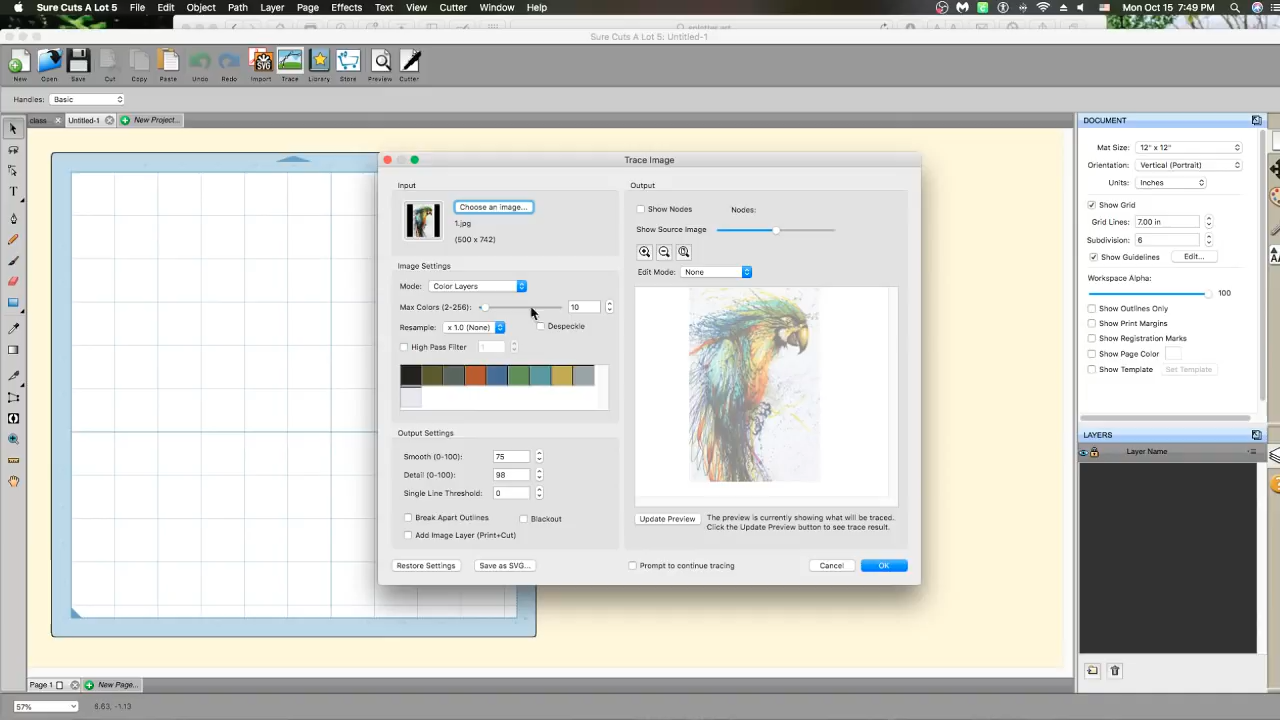 Sure Cuts A Lot 5 File Edit Object Path Layer Page Effects Text View Cutter Window Help Mon Oct 15 7:49 PM
Sure Cuts A Lot 5: Untitled-1
New Open Save Cut Copy Paste Undo Redo Import Trace Library Store Preview Cutter
SVG
Handles: Basic
class Untitled-1 New Project...
Trace Image
Input
Choose an image...
1.jpg
(500 x 742)
Image Settings
Mode: Color Layers
Max Colors (2-256): 10
Resample: x 1.0 (None) Despeckle
High Pass Filter 1
Output Settings
Smooth (0-100): 75
Detail (0-100): 98
Single Line Threshold: 0
Break Apart Outlines Blackout
Add Image Layer (Print+Cut)
Restore Settings Save as SVG...
Output
Show Nodes Nodes:
Show Source Image
Edit Mode: None
Update Preview
The preview is currently showing what will be traced.
Click the Update Preview button to see trace result.
Prompt to continue tracing Cancel OK
DOCUMENT
Mat Size: 12" x 12"
Orientation: Vertical (Portrait)
Units: Inches
Show Grid
Grid Lines: 7.00 in
Subdivision: 6
Show Guidelines Edit...
Workspace Alpha:
100
Show Outlines Only
Show Print Margins
Show Registration Marks
Show Page Color
Show Template Set Template
LAYERS
Layer Name
Page 1 New Page...
57% 6.63, -1.13